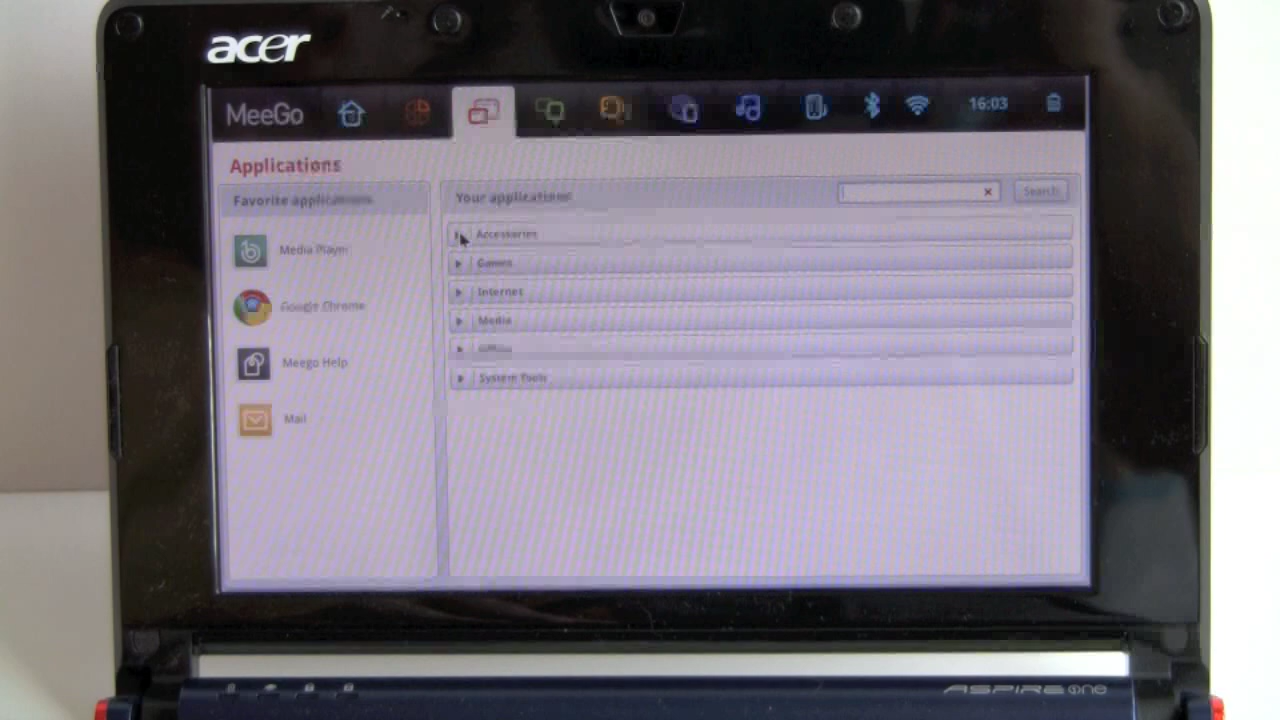 acer
MeeGo 16:03
Applications
Favorite applications
Media Player
Google Chrome
Meego Help
Mail
Your applications Search
Accessories
Games
Internet
Media
Office
System Tools
ASPIRE one